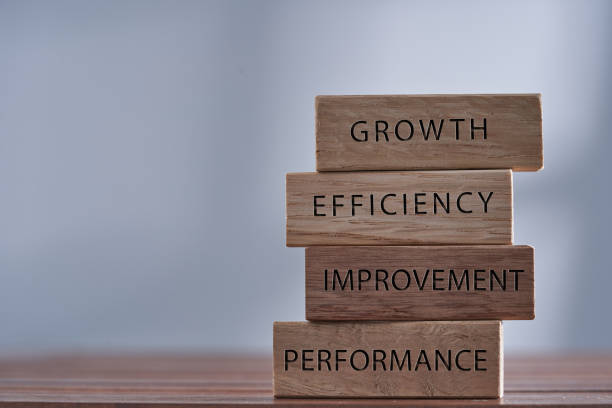 GROWTH
EFFICIENCY
IMPROVEMENT
PERFORMANCE